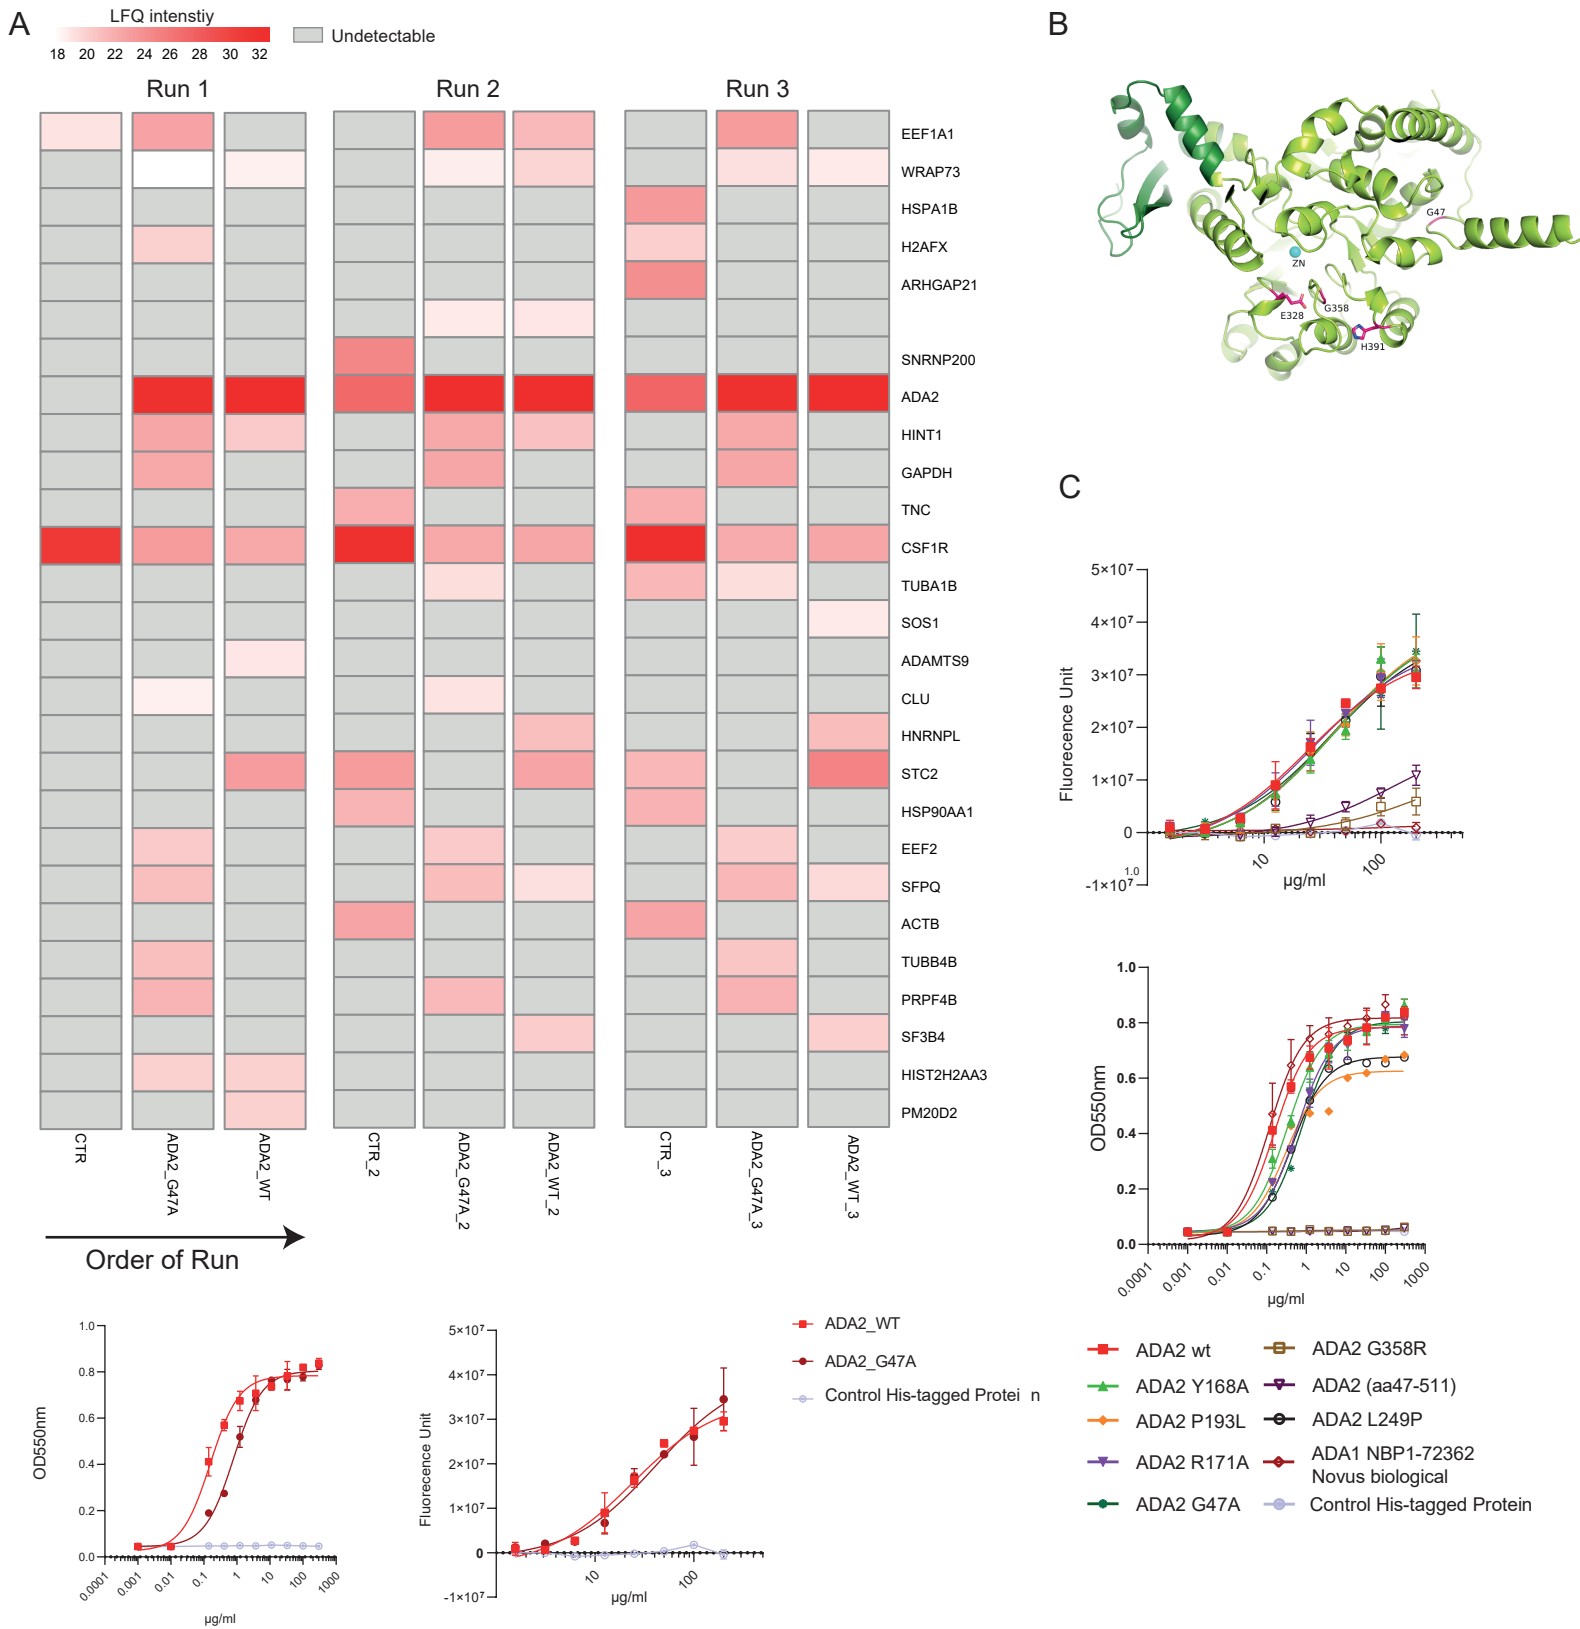 A
LFQ intenstiy
18 20 22 24 26 28 30 32
Undetectable
Run 1
Run 2
Run 3
EEF1A1
WRAP73
HSPA1B
H2AFX
ARHGAP21
SNRNP200
ADA2
HINT1
GAPDH
TNC
CSF1R
TUBA1B
SOS1
ADAMTS9
CLU
HNRNPL
STC2
HSP90AA1
EEF2
SFPQ
ACTB
TUBB4B
PRPF4B
SF3B4
HIST2H2AA3
PM20D2
CTR
ADA2_G47A
ADA2_WT
CTR_2
ADA2_G47A_2
ADA2_WT_2
CTR_3
ADA2_G47A_3
ADA2_WT_3
Order of Run
OD550nm
1.0
0.8
0.6
0.4
0.2
0.0
0.0001
0.001
0.01
0.1
1
10
100
1000
µg/ml
Fluorecence Unit
5×10⁷
4×10⁷
3×10⁷
2×10⁷
1×10⁷
0
-1×10⁷
10
100
µg/ml
ADA2_WT
ADA2_G47A
Control His-tagged Protei n
B
G47
ZN
E328
G358
H391
C
Fluorecence Unit
5×10⁷
4×10⁷
3×10⁷
2×10⁷
1×10⁷
0
-1×10⁷
1.0
10
100
µg/ml
OD550nm
1.0
0.8
0.6
0.4
0.2
0.0
0.0001
0.001
0.01
0.1
1
10
100
1000
µg/ml
ADA2 wt
ADA2 Y168A
ADA2 P193L
ADA2 R171A
ADA2 G47A
ADA2 G358R
ADA2 (aa47-511)
ADA2 L249P
ADA1 NBP1-72362
Novus biological
Control His-tagged Protein